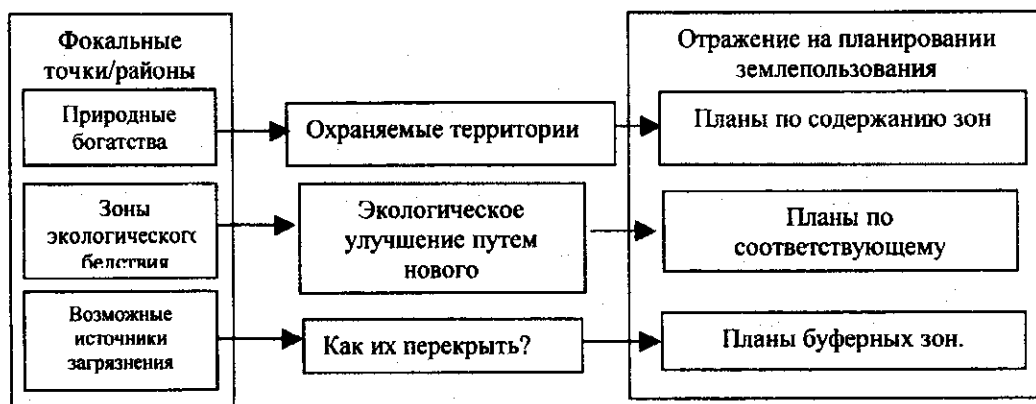 Фокальные
точки/районы
Природные
богатства
Зоны
экологического
бедствия
Возможные
источники
загрязнения
Охраняемые территории
Экологическое
улучшение путем
нового
Как их перекрыть?
Отражение на планировании
землепользования
Планы по содержанию зон
Планы по
соответствующему
Планы буферных зон.